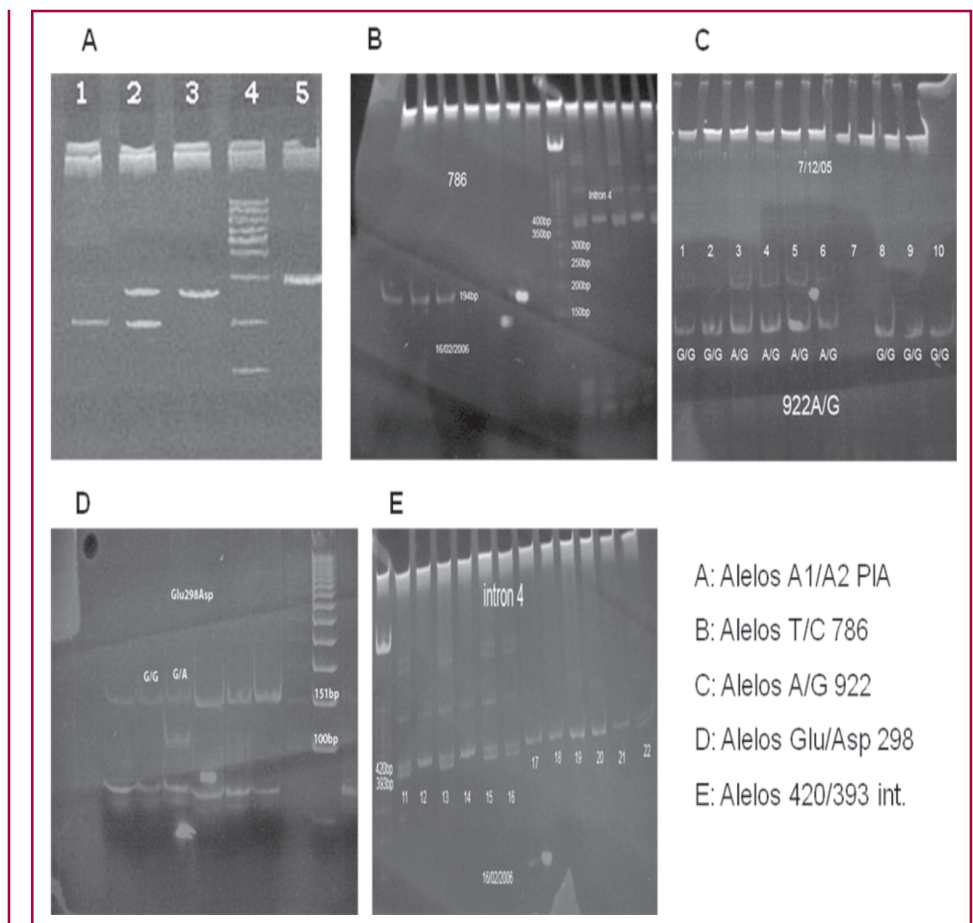 A
1 2 3 4 5
B
786
Intron 4
400bp
350bp
300bp
250bp
200bp
194bp
150bp
16/02/2006
C
7/12/05
1 2 3 4 5 6 7 8 9 10
G/G G/G A/G A/G A/G A/G G/G G/G G/G
922A/G
D
Glu298Asp
G/G G/A
151bp
100bp
E
intron 4
420bp
393bp
11 12 13 14 15 16 17 18 19 20 21 22
16/02/2006
A: Alelos A1/A2 PlA
B: Alelos T/C 786
C: Alelos A/G 922
D: Alelos Glu/Asp 298
E: Alelos 420/393 int.